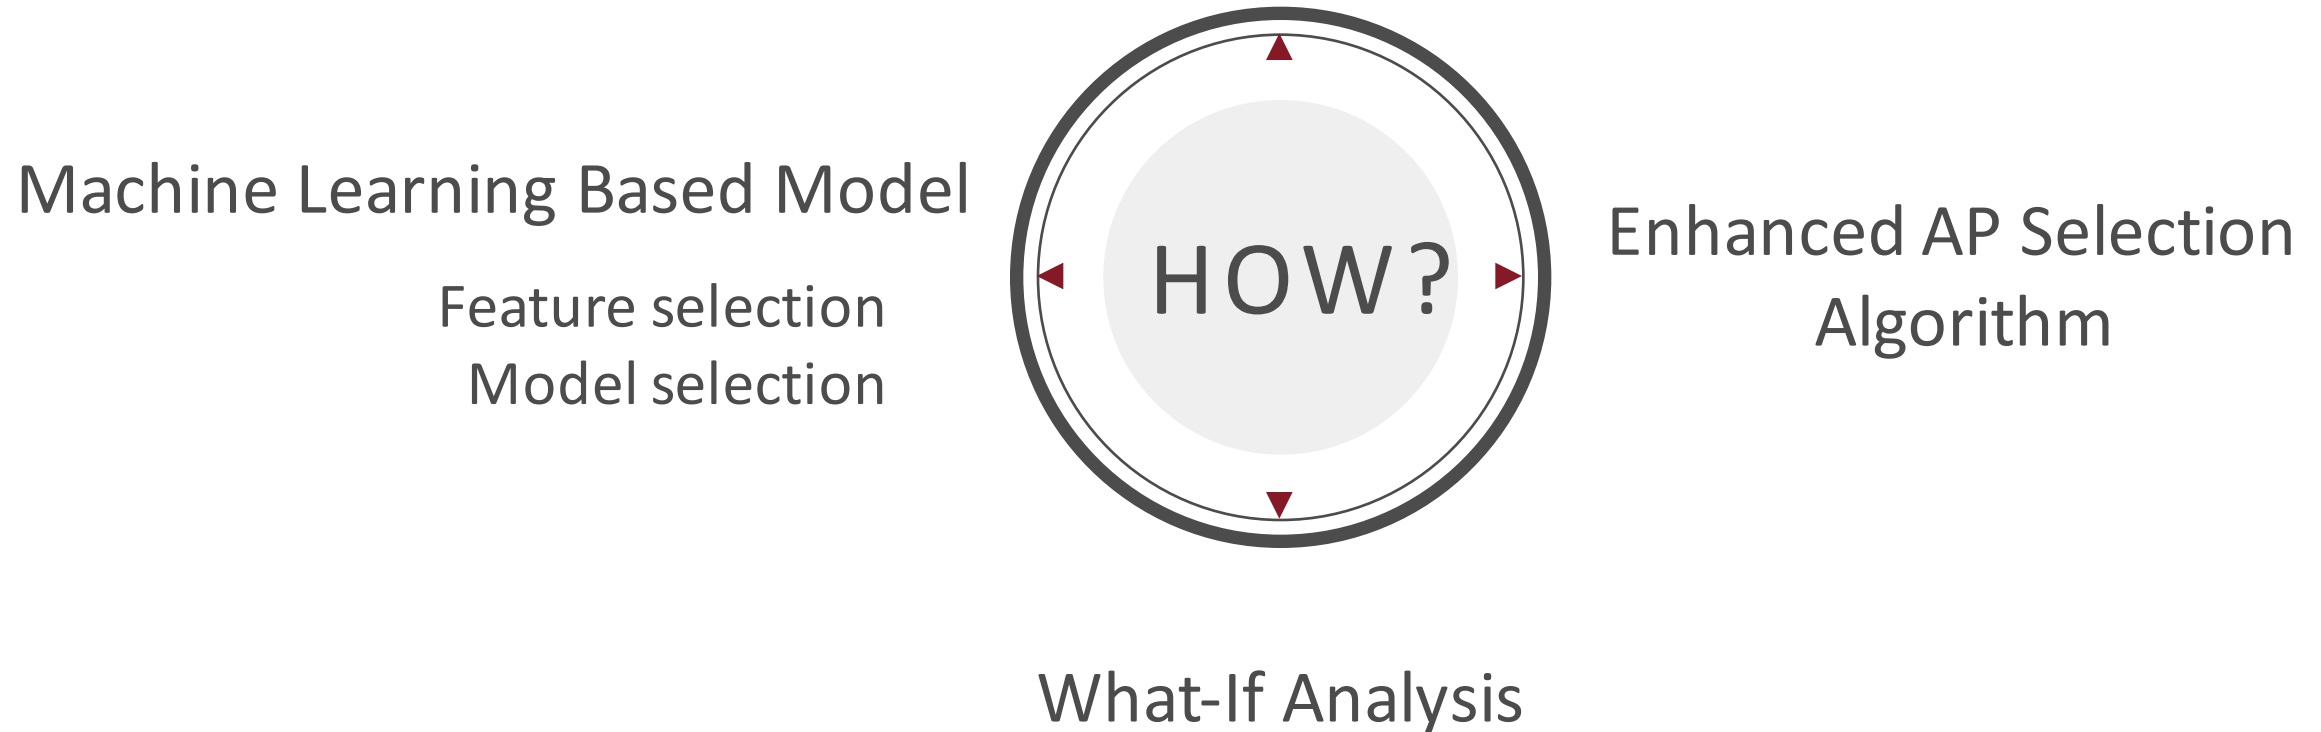 Machine Learning Based Model
Feature selection
Model selection
HOW?
Enhanced AP Selection
Algorithm
What-If Analysis